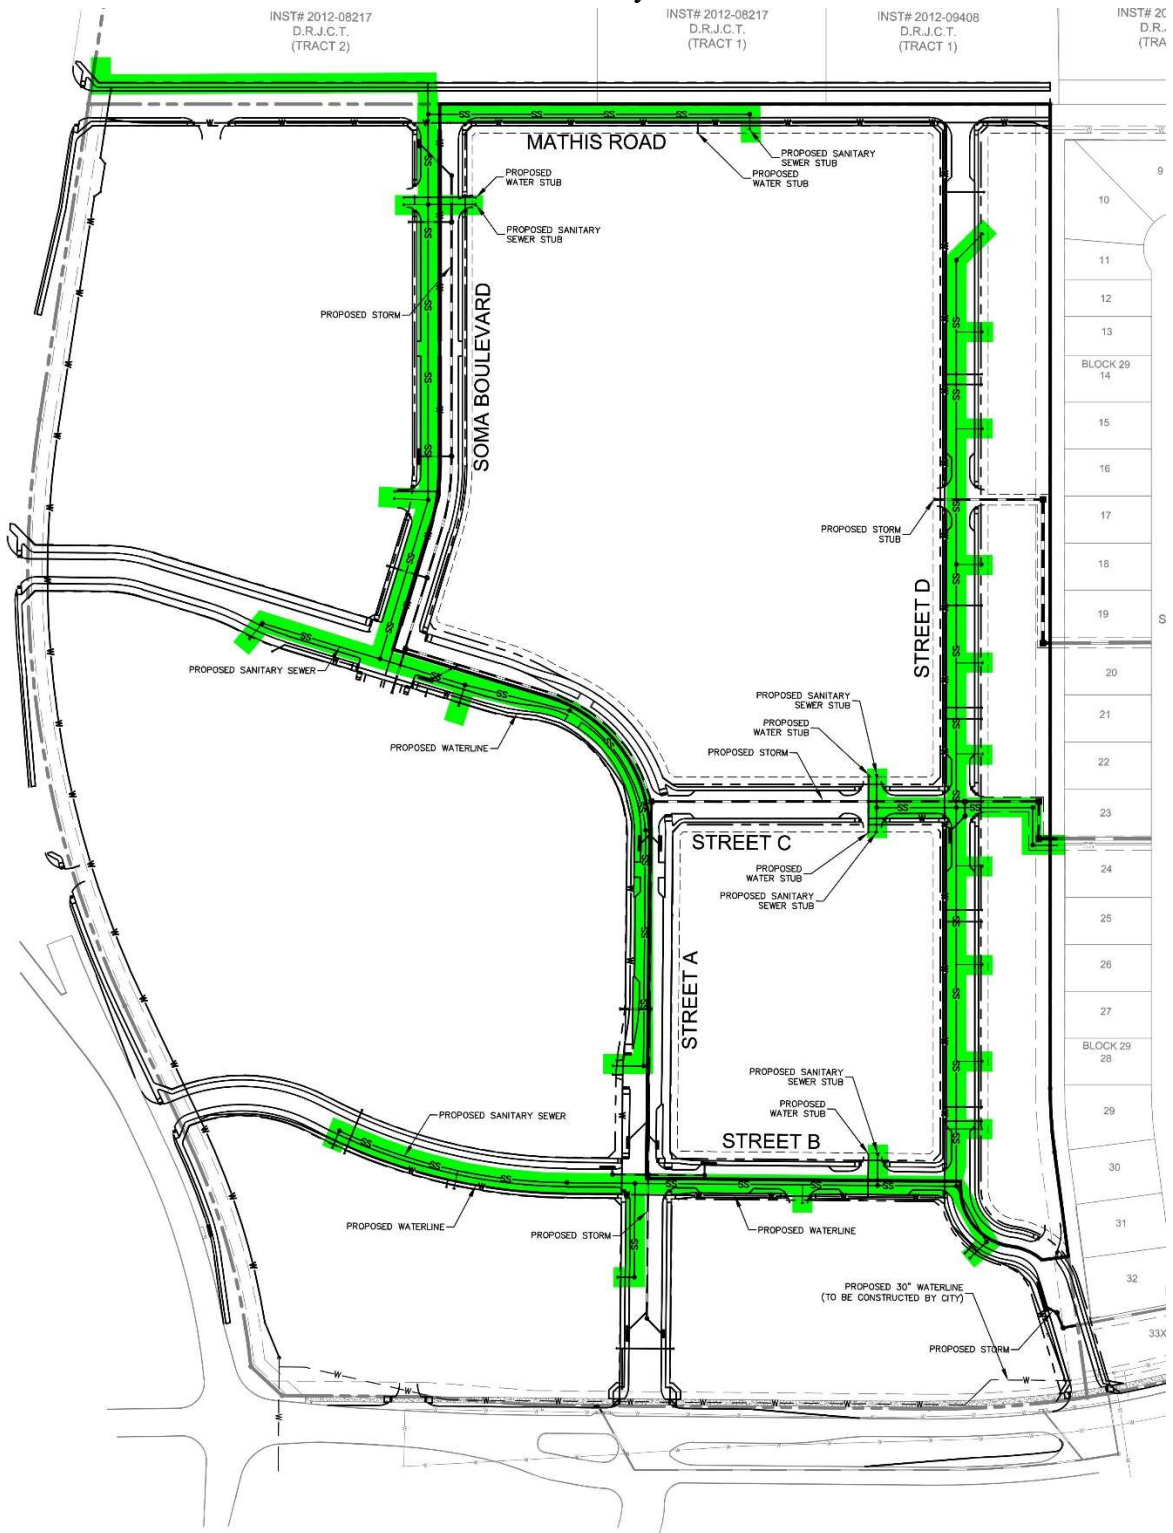 INST# 2012-08217
D.R.J.C.T.
(TRACT 2)
INST# 2012-08217
D.R.J.C.T.
(TRACT 1)
INST# 2012-09408
D.R.J.C.T.
(TRACT 1)
MATHIS ROAD
PROPOSED SANITARY
SEWER STUB
PROPOSED
WATER STUB
PROPOSED
WATER STUB
PROPOSED SANITARY
SEWER STUB
9
10
11
12
13
BLOCK 29
14
15
16
17
18
19
20
21
22
23
24
25
26
27
BLOCK 29
28
29
30
31
32
33X
PROPOSED STORM
SOMA BOULEVARD
PROPOSED STORM
STUB
STREET D
PROPOSED SANITARY SEWER
PROPOSED WATERLINE
PROPOSED SANITARY
SEWER STUB
PROPOSED
WATER STUB
PROPOSED STORM
STREET C
PROPOSED
WATER STUB
PROPOSED SANITARY
SEWER STUB
STREET A
PROPOSED SANITARY
SEWER STUB
PROPOSED
WATER STUB
PROPOSED SANITARY SEWER
STREET B
PROPOSED WATERLINE
PROPOSED STORM
PROPOSED WATERLINE
PROPOSED 30" WATERLINE
(TO BE CONSTRUCTED BY CITY)
PROPOSED STORM